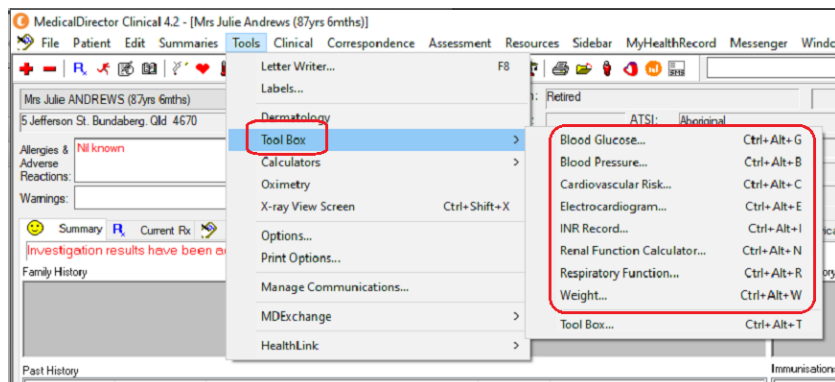 MedicalDirector Clinical 4.2 - [Mrs Julie Andrews (87yrs 6mths)]
File Patient Edit Summaries Tools Clinical Correspondence Assessment Resources Sidebar MyHealthRecord Messenger Windo
Mrs Julie ANDREWS (87yrs 6mths)
Retired
5 Jefferson St. Bundaberg. Qld 4670
ATSI: Aboriginal
Allergies & Adverse Reactions:
Nil known
Warnings:
Summary Rx Current Rx
Investigation results have been a
Family History
Past History
Immunisation
Letter Writer... F8
Labels...
Dermatology
Tool Box
Calculators
Oximetry
X-ray View Screen Ctrl+Shift+X
Options...
Print Options...
Manage Communications...
MDExchange
HealthLink
Blood Glucose... Ctrl+Alt+G
Blood Pressure... Ctrl+Alt+B
Cardiovascular Risk... Ctrl+Alt+C
Electrocardiogram... Ctrl+Alt+E
INR Record... Ctrl+Alt+I
Renal Function Calculator... Ctrl+Alt+N
Respiratory Function... Ctrl+Alt+R
Weight... Ctrl+Alt+W
Tool Box... Ctrl+Alt+T